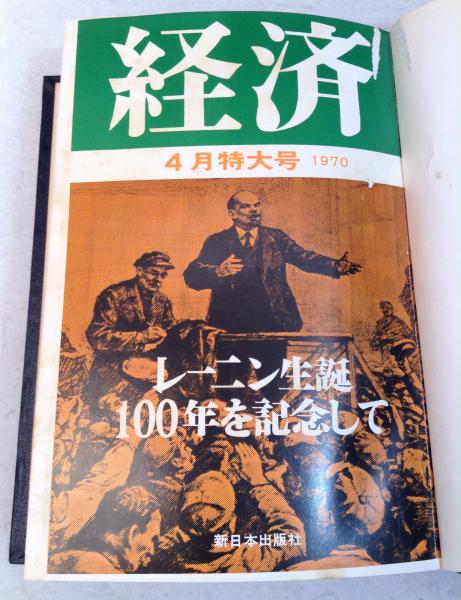 経済
4月特大号 1970
レーニン生誕
100年を記念して
新日本出版社